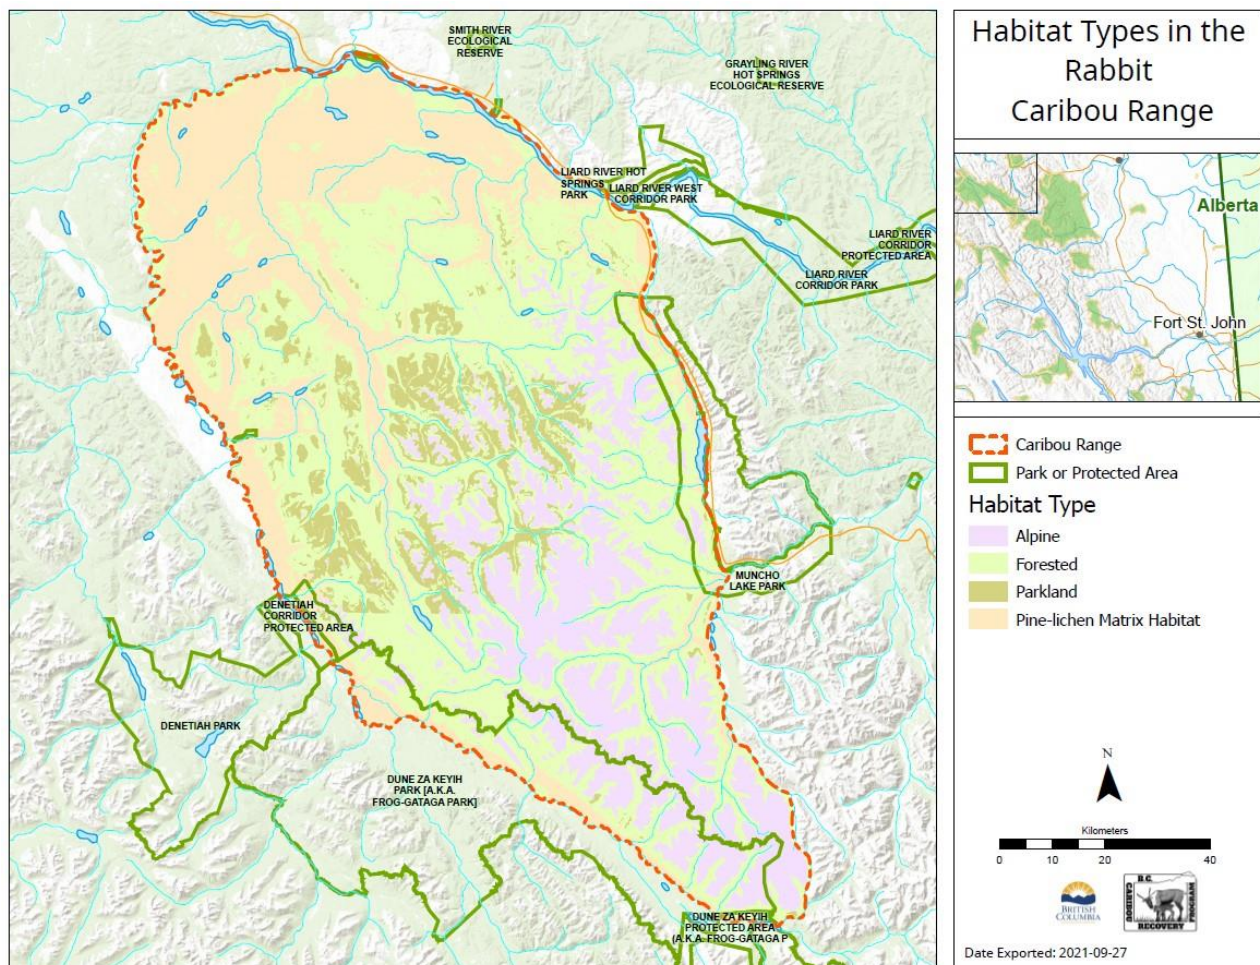 SMITH RIVER
ECOLOGICAL
RESERVE
GRAYLING RIVER
HOT SPRINGS
ECOLOGICAL RESERVE
LIARD RIVER HOT
SPRINGS
PARK
LIARD RIVER WEST
CORRIDOR PARK
LIARD RIVER
CORRIDOR
PROTECTED AREA
LIARD RIVER
CORRIDOR PARK
MUNCHO
LAKE PARK
DENETIAH
CORRIDOR
PROTECTED AREA
DENETIAH PARK
DUNE ZA KEYIH
PARK [A.K.A.
FROG-GATAGA PARK]
DUNE ZA KEYIH
PROTECTED AREA
(A.K.A. FROG-GATAGA P
Habitat Types in the
Rabbit
Caribou Range
Alberta
Fort St. John
Caribou Range
Park or Protected Area
Habitat Type
Alpine
Forested
Parkland
Pine-lichen Matrix Habitat
N
Kilometers
0 10 20 40
BRITISH
COLUMBIA
B.C.
CARIBOU
RECOVERY
PROGRAM
Date Exported: 2021-09-27